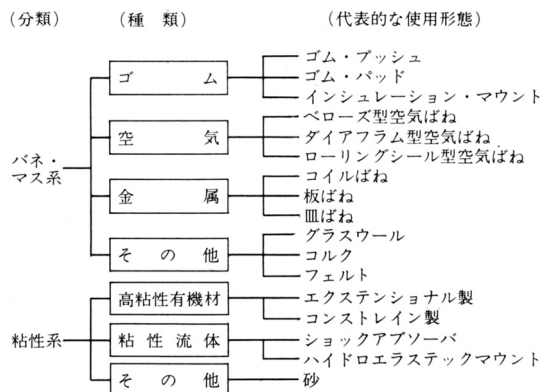 (分類) (種 類) (代表的な使用形態)
ゴム・プッシュ
ゴ ム ゴム・パッド
インシュレーション・マウント
ベローズ型空気ばね
空 気 ダイアフラム型空気ばね
ローリングシール型空気ばね
バネ・
マス系
コイルばね
金 属 板ばね
皿ばね
グラスウール
そ の 他 コルク
フェルト
高粘性有機材 エクステンショナル製
コンストレイン製
粘性系 粘 性 流 体 ショックアブソーバ
ハイドロエラステックマウント
そ の 他 砂